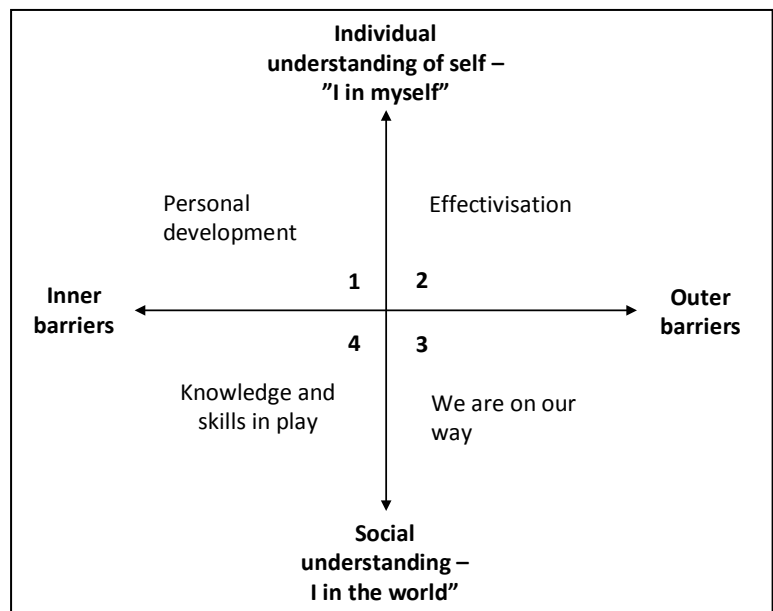 Individual
understanding of self –
”I in myself”
Personal
development
Effectivisation
1
2
Inner
barriers
Outer
barriers
4
3
Knowledge and
skills in play
We are on our
way
Social
understanding –
I in the world”